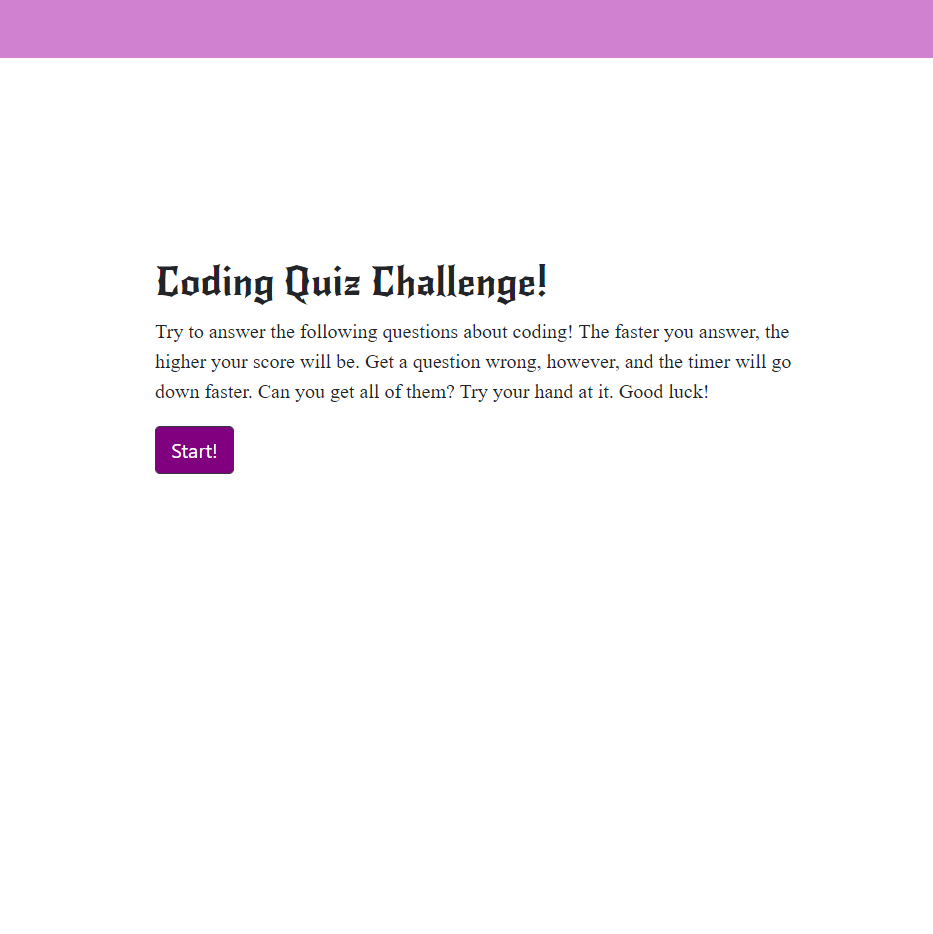 Coding Quiz Challenge!
Try to answer the following questions about coding! The faster you answer, the
higher your score will be. Get a question wrong, however, and the timer will go
down faster. Can you get all of them? Try your hand at it. Good luck!
Start!